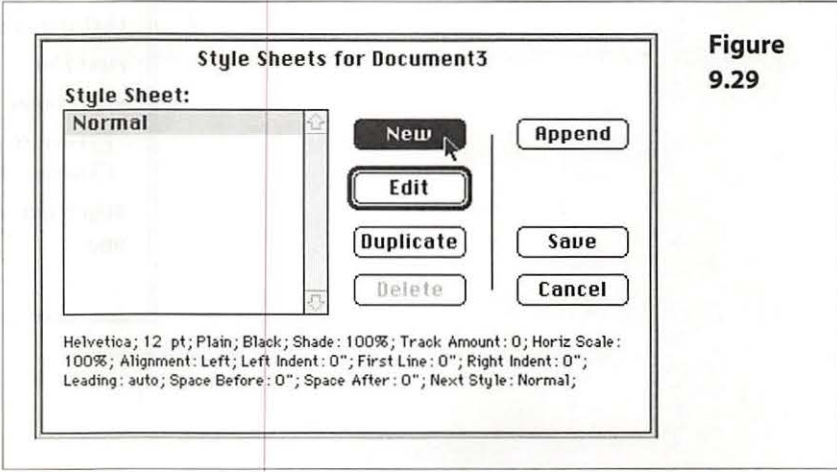 Style Sheets for Document3
Style Sheet:
Normal
New
Edit
Duplicate
Delete
Append
Save
Cancel
Helvetica; 12 pt; Plain; Black; Shade: 100%; Track Amount: 0; Horiz Scale:
100%; Alignment: Left; Left Indent: 0"; First Line: 0"; Right Indent: 0";
Leading: auto; Space Before: 0"; Space After: 0"; Next Style: Normal;
Figure
9.29